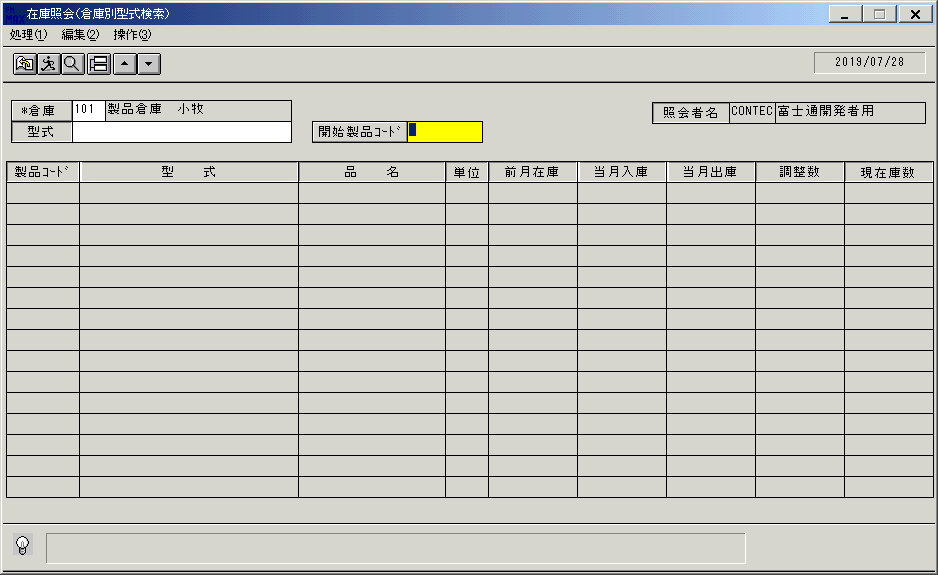 在庫照会(倉庫別型式検索)
処理(1) 編集(2) 操作(3)
2019/07/28
*倉庫 101 製品倉庫 小牧
照会者名 CONTEC 富士通開発者用
型式 開始製品ｺｰﾄﾞ
製品ｺｰﾄﾞ 型 式 品 名 単位 前月在庫 当月入庫 当月出庫 調整数 現在庫数